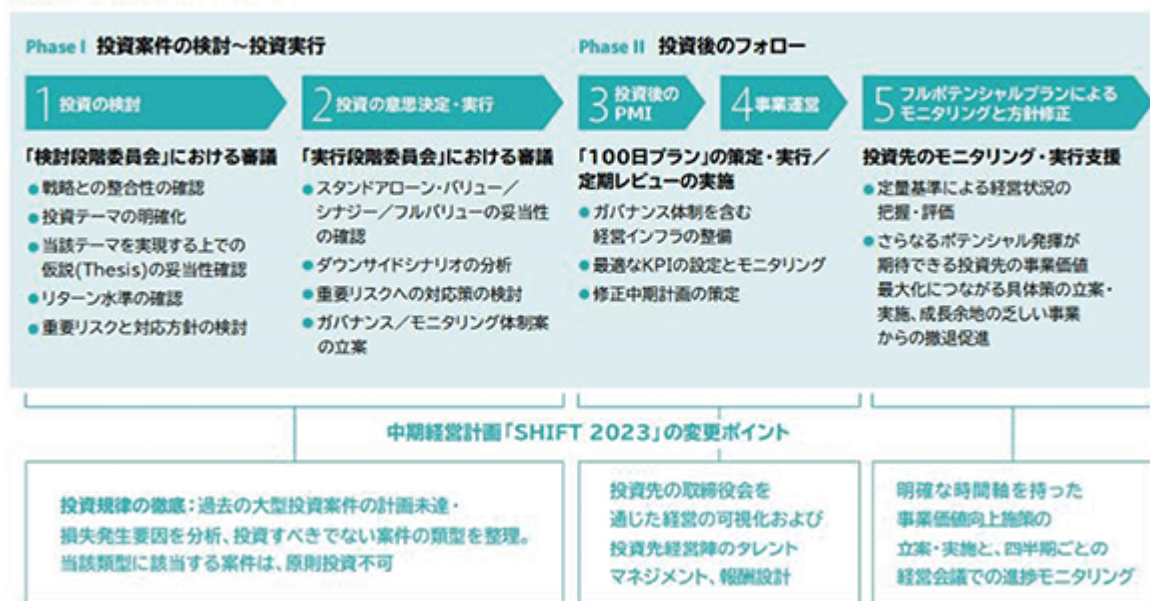 Phase I 投資案件の検討～投資実行
1 投資の検討
2 投資の意思決定・実行
「検討段階委員会」における審議
●戦略との整合性の確認
●投資テーマの明確化
●当該テーマを実現する上での
仮説(Thesis)の妥当性確認
●リターン水準の確認
●重要リスクと対応方針の検討
「実行段階委員会」における審議
●スタンドアローン・バリュー／
シナジー／フルバリューの妥当性
の確認
●ダウンサイドシナリオの分析
●重要リスクへの対応策の検討
●ガバナンス／モニタリング体制案
の立案
Phase II 投資後のフォロー
3 投資後の
PMI
4 事業運営
5 フルポテンシャルプランによる
モニタリングと方針修正
「100日プラン」の策定・実行／
定期レビューの実施
●ガバナンス体制を含む
経営インフラの整備
●最適なKPIの設定とモニタリング
●修正中期計画の策定
投資先のモニタリング・実行支援
●定量基準による経営状況の
把握・評価
●さらなるポテンシャル発揮が
期待できる投資先の事業価値
最大化につながる具体策の立案・
実施、成長余地の乏しい事業
からの撤退促進
中期経営計画「SHIFT 2023」の変更ポイント
投資規律の徹底：過去の大型投資案件の計画未達・
損失発生要因を分析、投資すべきでない案件の類型を整理。
当該類型に該当する案件は、原則投資不可
投資先の取締役会を
通じた経営の可視化および
投資先経営陣のタレント
マネジメント、報酬設計
明確な時間軸を持った
事業価値向上施策の
立案・実施と、四半期ごとの
経営会議での進捗モニタリング